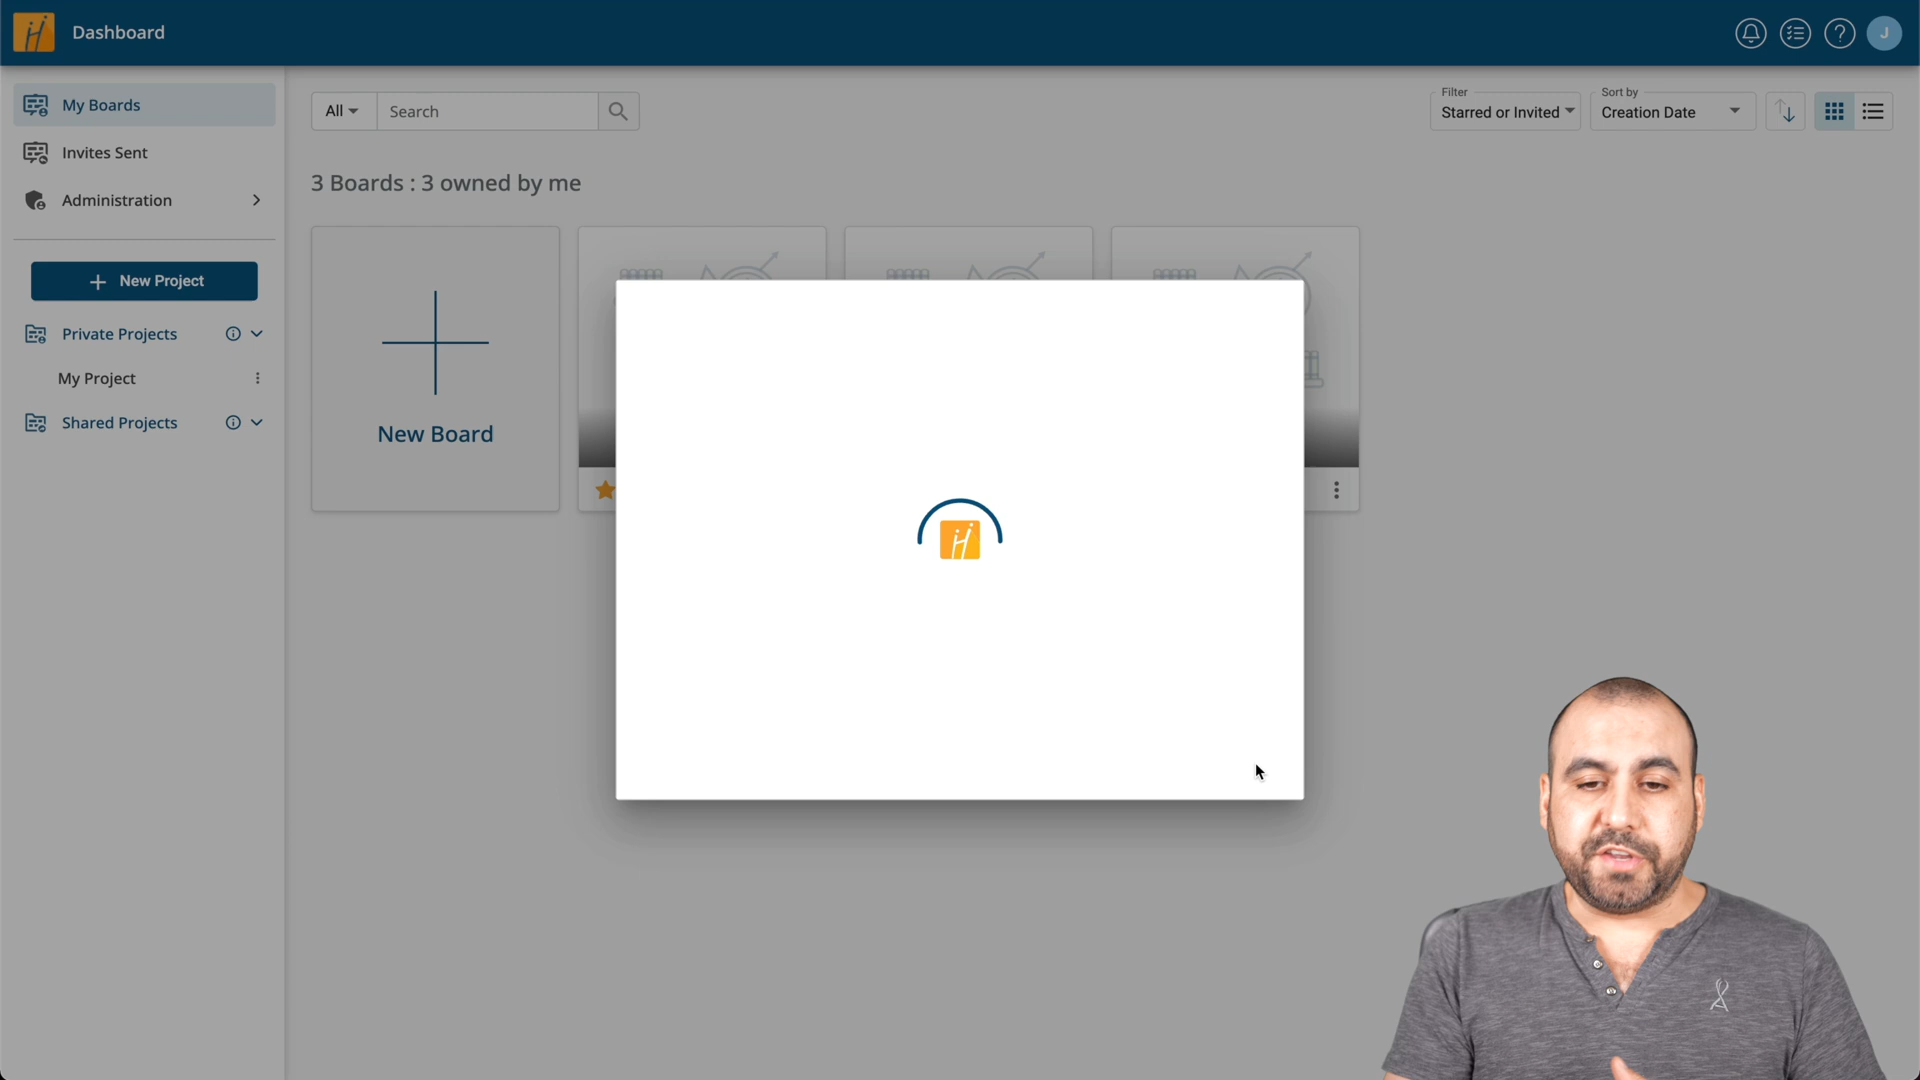 Dashboard
J
My Boards
Invites Sent
Administration
New Project
Private Projects
My Project
Shared Projects
All
Search
Filter
Starred or Invited
Sort by
Creation Date
3 Boards : 3 owned by me
New Board